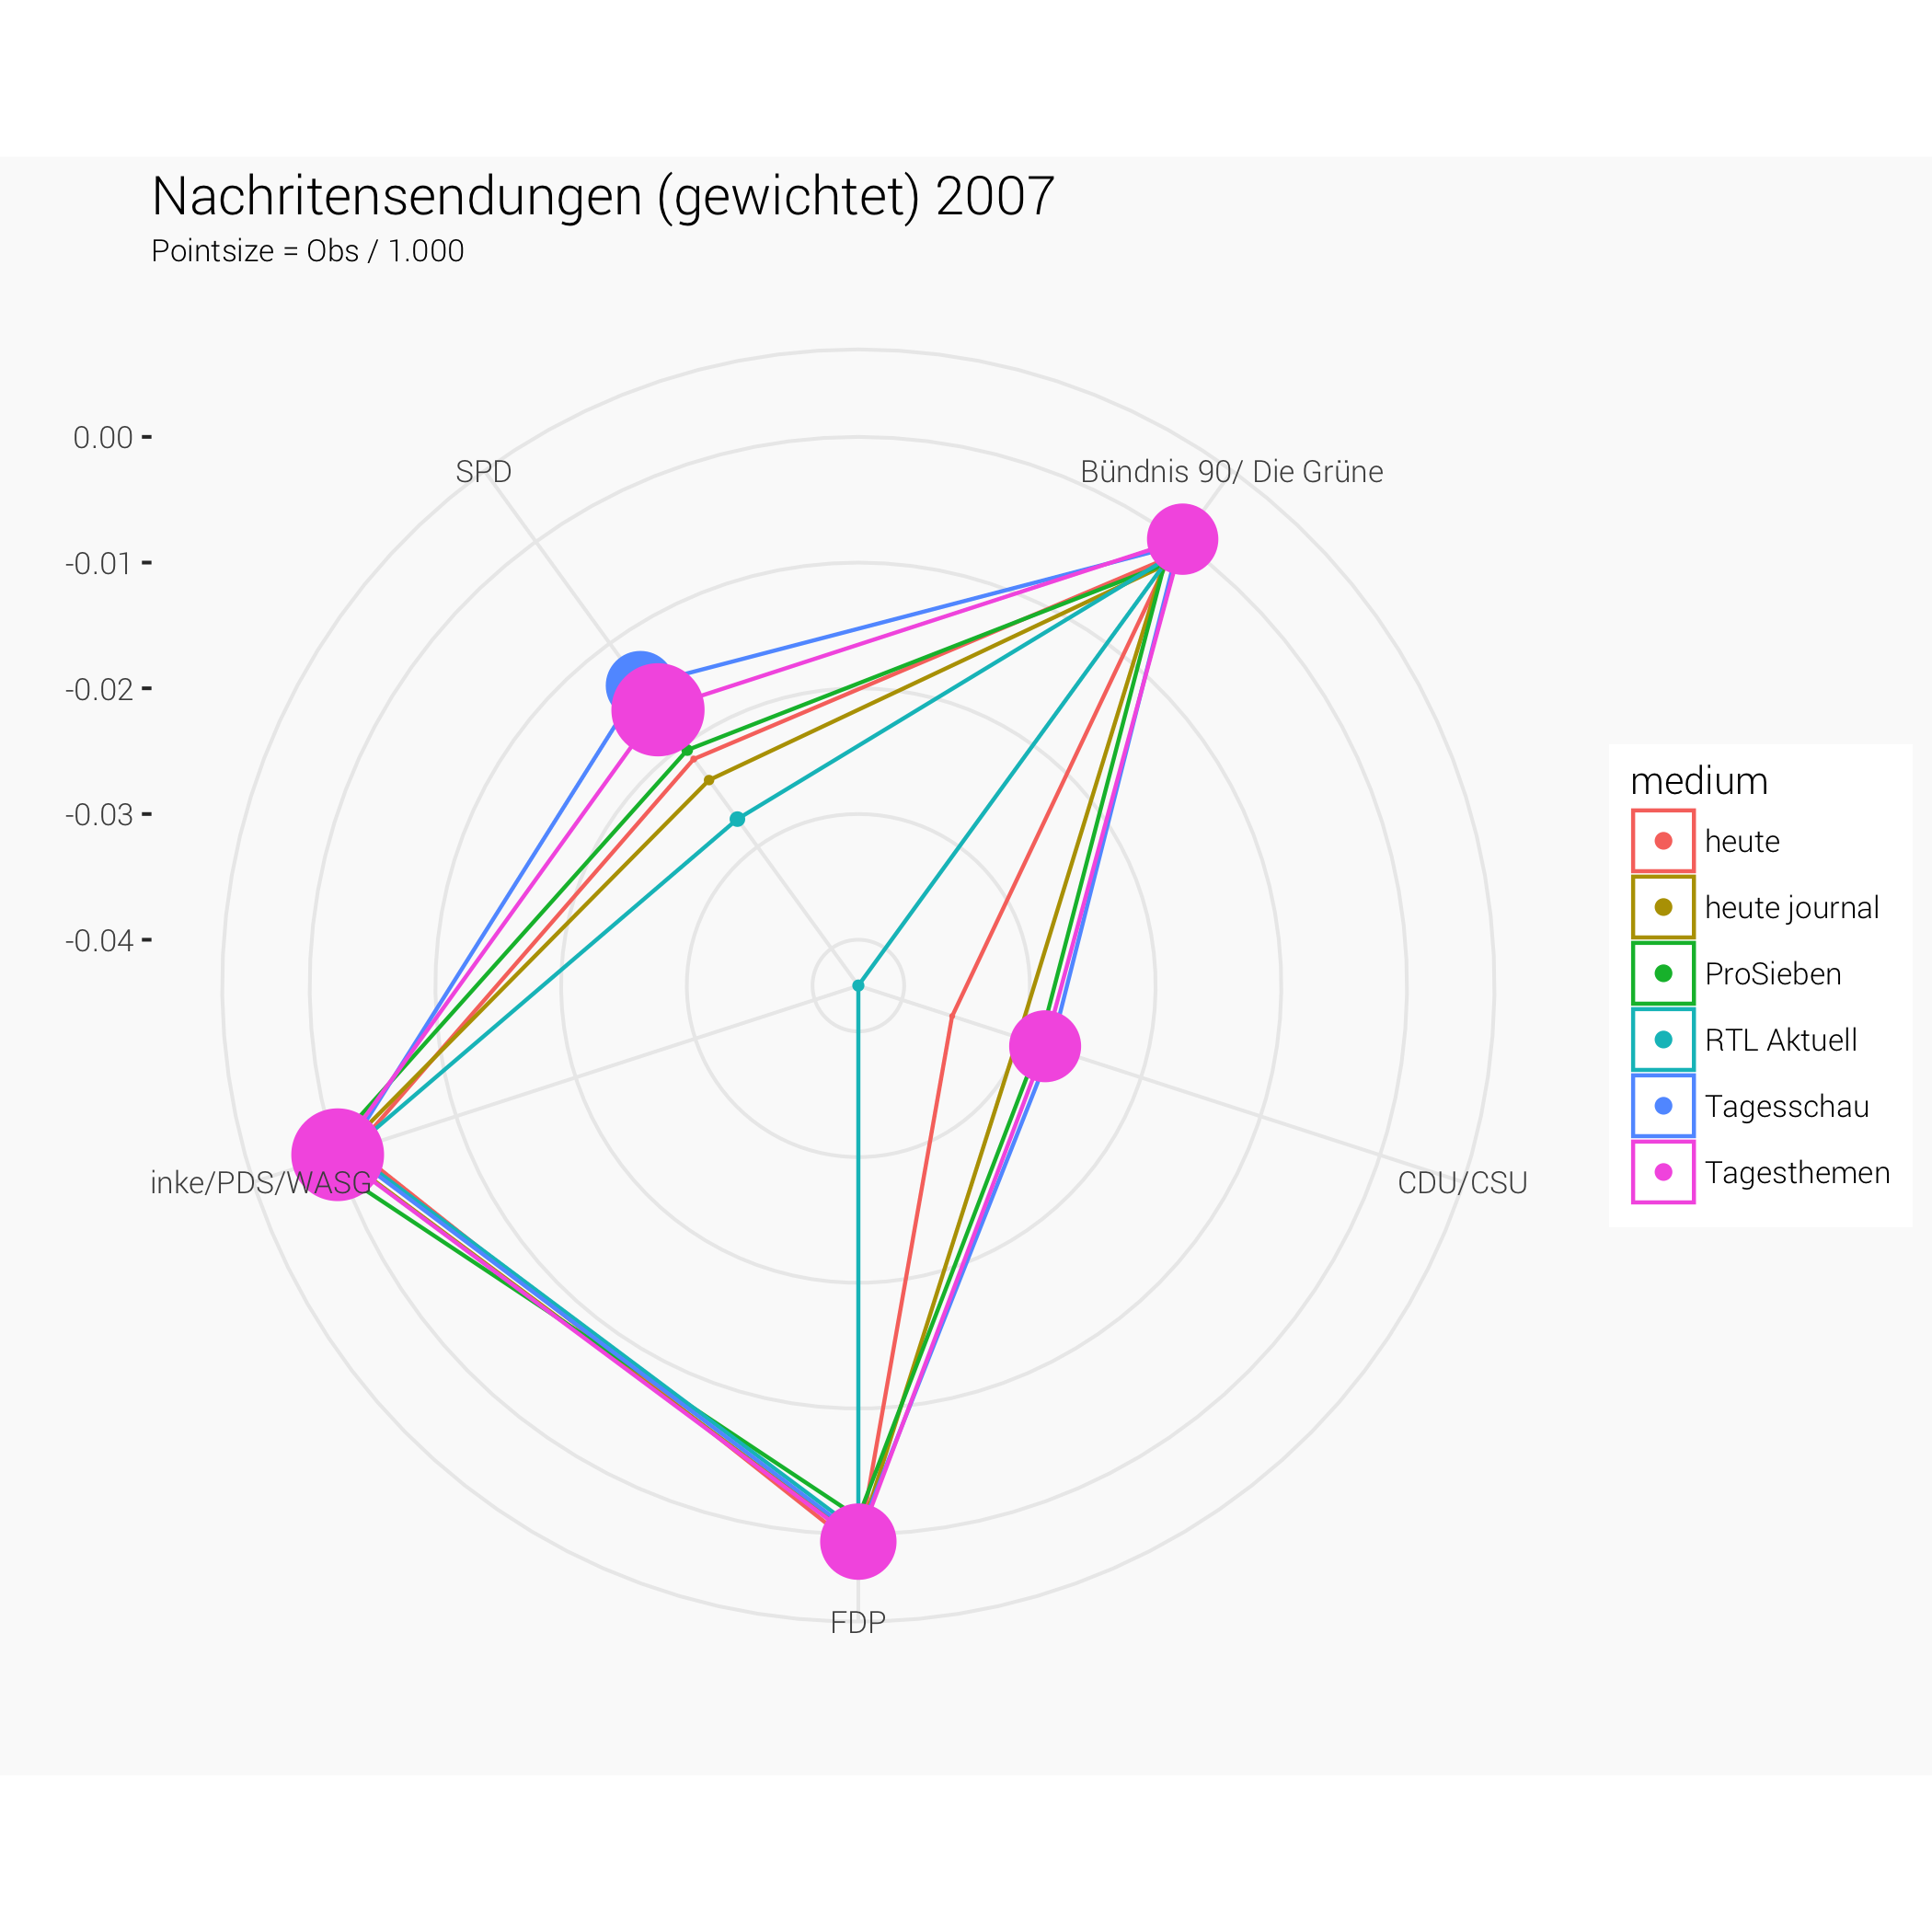 Nachritensendungen (gewichtet) 2007
Pointsize = Obs / 1.000
0.00
-0.01
-0.02
-0.03
-0.04
SPD
Bündnis 90/ Die Grüne
inke/PDS/WASG
CDU/CSU
FDP
medium
heute
heute journal
ProSieben
RTL Aktuell
Tagesschau
Tagesthemen